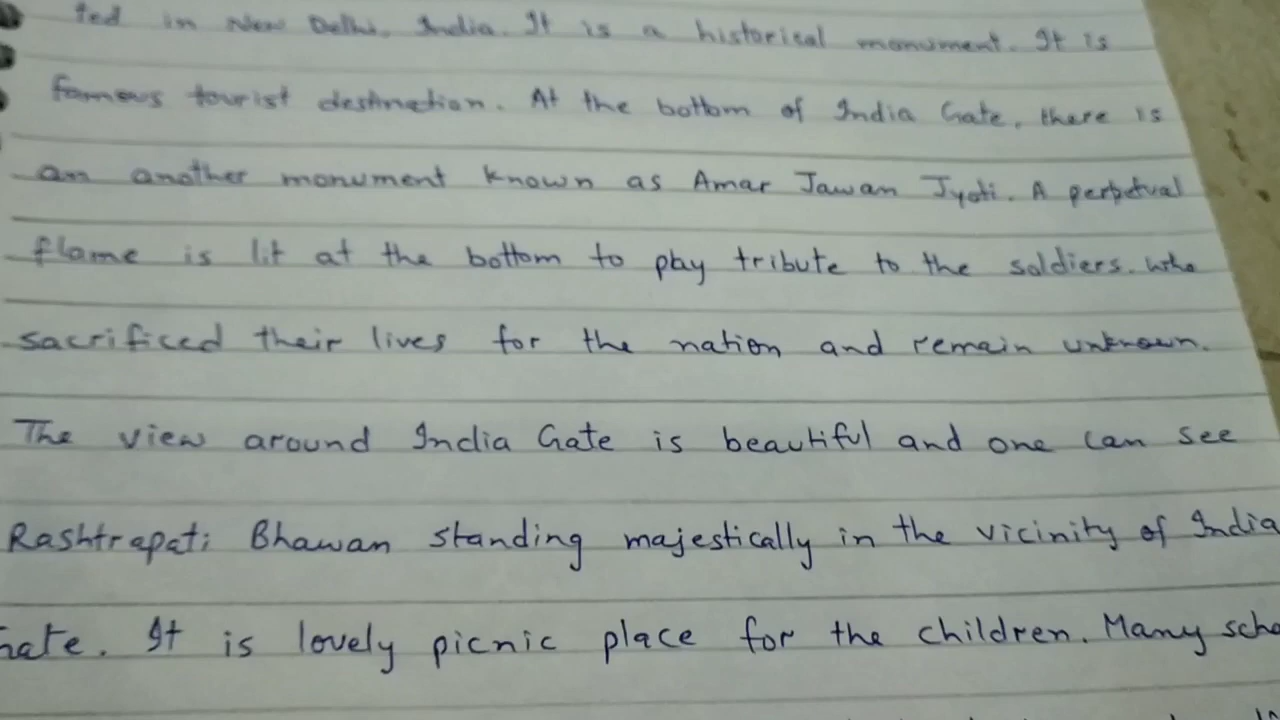 ted in New Delhi, India. It is a historical monument. It is
famous tourist destination. At the bottom of India Gate, there is
an another monument known as Amar Jawan Jyoti. A perpetual
flame is lit at the bottom to pay tribute to the soldiers. who
sacrificed their lives for the nation and remain unknown.
The view around India Gate is beautiful and one can see
Rashtrapati Bhawan standing majestically in the vicinity of India
Gate. It is lovely picnic place for the children. Many scho